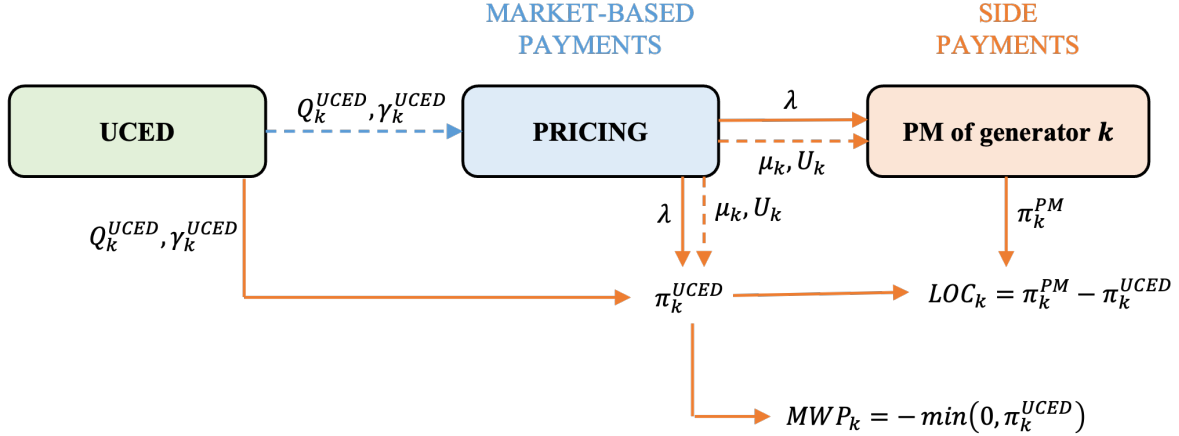 MARKET-BASED
PAYMENTS
SIDE
PAYMENTS
UCED
Q_k^{UCED}, γ_k^{UCED}
PRICING
λ
μ_k, U_k
PM of generator k
Q_k^{UCED}, γ_k^{UCED}
λ
μ_k, U_k
π_k^{PM}
π_k^{UCED}
LOC_k = π_k^{PM} − π_k^{UCED}
MWP_k = −min(0, π_k^{UCED})